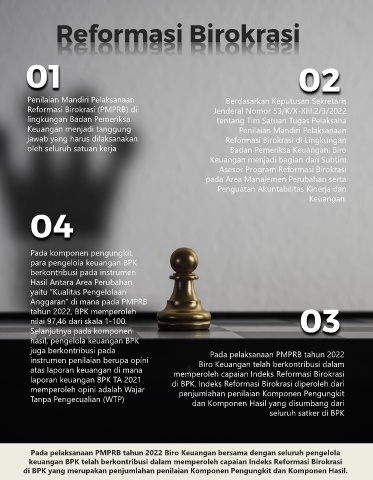 Reformasi Birokrasi
01
Penilaian Mandiri Pelaksanaan
Reformasi Birokrasi (PMPRB) di
lingkungan Badan Pemeriksa
Keuangan menjadi tanggung
jawab yang harus dilaksanakan
oleh seluruh satuan kerja
02
Berdasarkan Keputusan Sekretaris
Jenderal Nomor 53/K/X-XIII.2/3/2022
tentang Tim Satuan Tugas Pelaksana
Penilaian Mandiri Pelaksanaan
Reformasi Birokrasi di Lingkungan
Badan Pemeriksa Keuangan, Biro
Keuangan menjadi bagian dari Subtim
Asesor Program Reformasi Birokrasi
pada Area Manajemen Perubahan serta
Penguatan Akuntabilitas Kinerja dan
Keuangan.
03
Pada pelaksanaan PMPRB tahun 2022
Biro Keuangan telah berkontribusi dalam
memperoleh capaian Indeks Reformasi Birokrasi
di BPK. Indeks Reformasi Birokrasi diperoleh dari
penjumlahan penilaian Komponen Pengungkit
dan Komponen Hasil yang disumbang dari
seluruh satker di BPK
04
Pada komponen pengungkit,
para pengelola keuangan BPK
berkontribusi pada instrumen
Hasil Antara Area Perubahan
yaitu "Kualitas Pengelolaan
Anggaran" di mana pada PMPRB
tahun 2022, BPK memperoleh
nilai 97,46 dari skala 1-100.
Selanjutnya pada komponen
hasil, pengelola keuangan BPK
juga berkontribusi pada
instrumen penilaian berupa opini
atas laporan keuangan di mana
laporan keuangan BPK TA 2021
memperoleh opini adalah Wajar
Tanpa Pengecualian (WTP)
Pada pelaksanaan PMPRB tahun 2022 Biro Keuangan bersama dengan seluruh pengelola
keuangan BPK telah berkontribusi dalam memperoleh capaian Indeks Reformasi Birokrasi
di BPK yang merupakan penjumlahan penilaian Komponen Pengungkit dan Komponen Hasil.